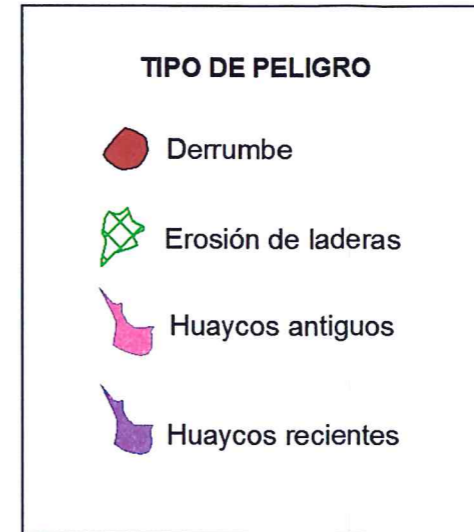 TIPO DE PELIGRO
Derrumbe
Erosión de laderas
Huaycos antiguos
Huaycos recientes